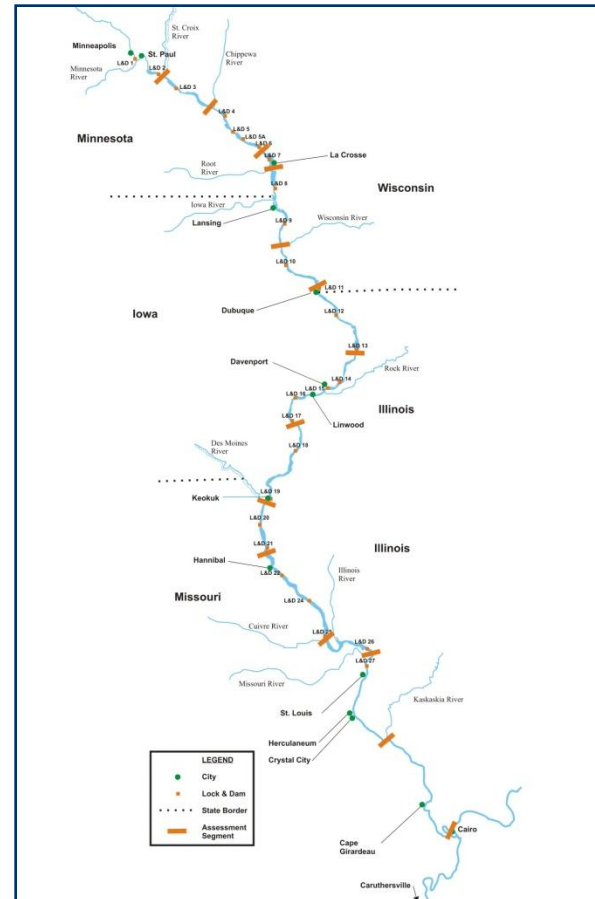 St. Croix
River
Minneapolis
St. Paul
Chippewa
River
L&D 1
L&D 2
Minnesota
River
L&D 3
L&D 4
L&D 5
L&D 5A
L&D 6
Minnesota
L&D 7
La Crosse
Root
River
L&D 8
Wisconsin
Iowa River
Lansing
L&D 9
Wisconsin River
L&D 10
L&D 11
Dubuque
L&D 12
Iowa
L&D 13
Davenport
Rock River
L&D 14
L&D 15
L&D 16
Illinois
L&D 17
Linwood
Des Moines
River
L&D 18
L&D 19
Keokuk
L&D 20
L&D 21
Illinois
Hannibal
L&D 22
Illinois
River
Missouri
L&D 24
Cuivre River
L&D 25
L&D 26
L&D 27
Missouri River
Kaskaskia River
St. Louis
Herculaneum
Crystal City
LEGEND
City
Lock & Dam
State Border
Assessment
Segment
Cape
Girardeau
Cairo
Caruthersville